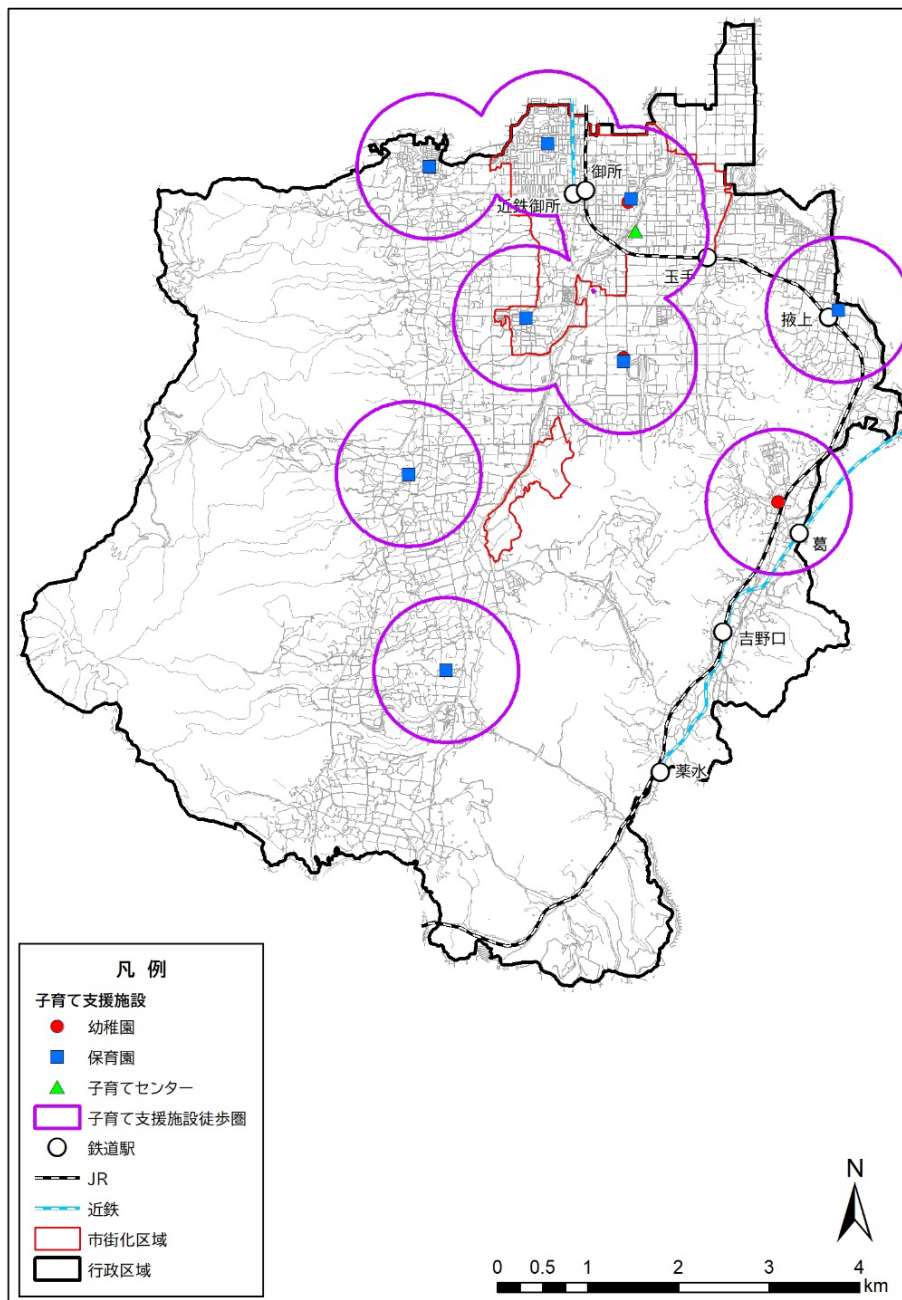 御所
近鉄御所
玉手
掖上
葛
吉野口
薬水
凡 例
子育て支援施設
幼稚園
保育園
子育てセンター
子育て支援施設徒歩圏
鉄道駅
JR
近鉄
市街化区域
行政区域
N
0 0.5 1 2 3 4
km